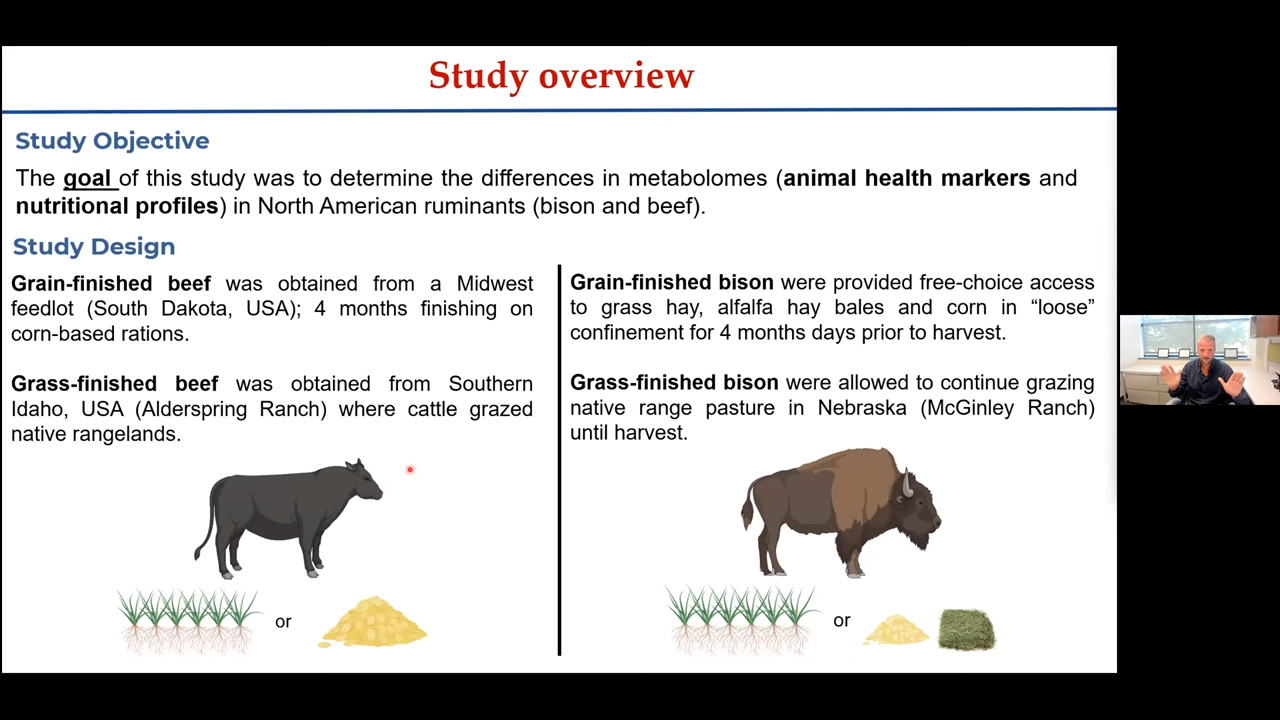 Study overview
Study Objective
The goal of this study was to determine the differences in metabolomes (animal health markers and
nutritional profiles) in North American ruminants (bison and beef).
Study Design
Grain-finished beef was obtained from a Midwest
feedlot (South Dakota, USA); 4 months finishing on
corn-based rations.
Grass-finished beef was obtained from Southern
Idaho, USA (Alderspring Ranch) where cattle grazed
native rangelands.
or
Grain-finished bison were provided free-choice access
to grass hay, alfalfa hay bales and corn in “loose”
confinement for 4 months days prior to harvest.
Grass-finished bison were allowed to continue grazing
native range pasture in Nebraska (McGinley Ranch)
until harvest.
or